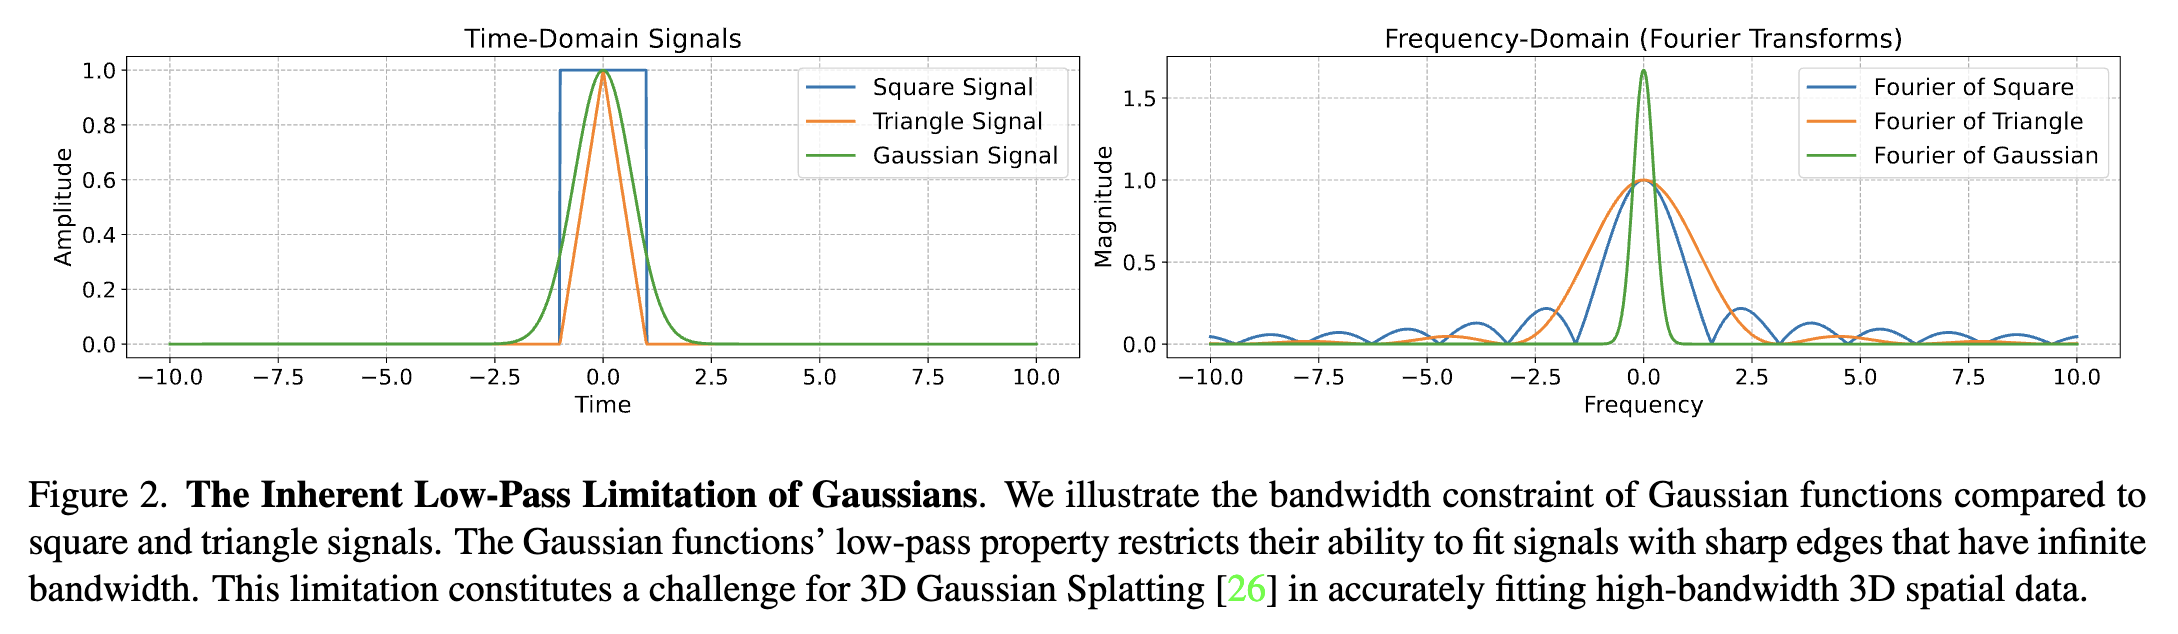 Time-Domain Signals
1.0
0.8
0.6
0.4
0.2
0.0
Amplitude
−10.0 −7.5 −5.0 −2.5 0.0 2.5 5.0 7.5 10.0
Time
Square Signal
Triangle Signal
Gaussian Signal
Frequency-Domain (Fourier Transforms)
1.5
1.0
0.5
0.0
Magnitude
−10.0 −7.5 −5.0 −2.5 0.0 2.5 5.0 7.5 10.0
Frequency
Fourier of Square
Fourier of Triangle
Fourier of Gaussian
Figure 2. The Inherent Low-Pass Limitation of Gaussians. We illustrate the bandwidth constraint of Gaussian functions compared to
square and triangle signals. The Gaussian functions’ low-pass property restricts their ability to fit signals with sharp edges that have infinite
bandwidth. This limitation constitutes a challenge for 3D Gaussian Splatting [26] in accurately fitting high-bandwidth 3D spatial data.